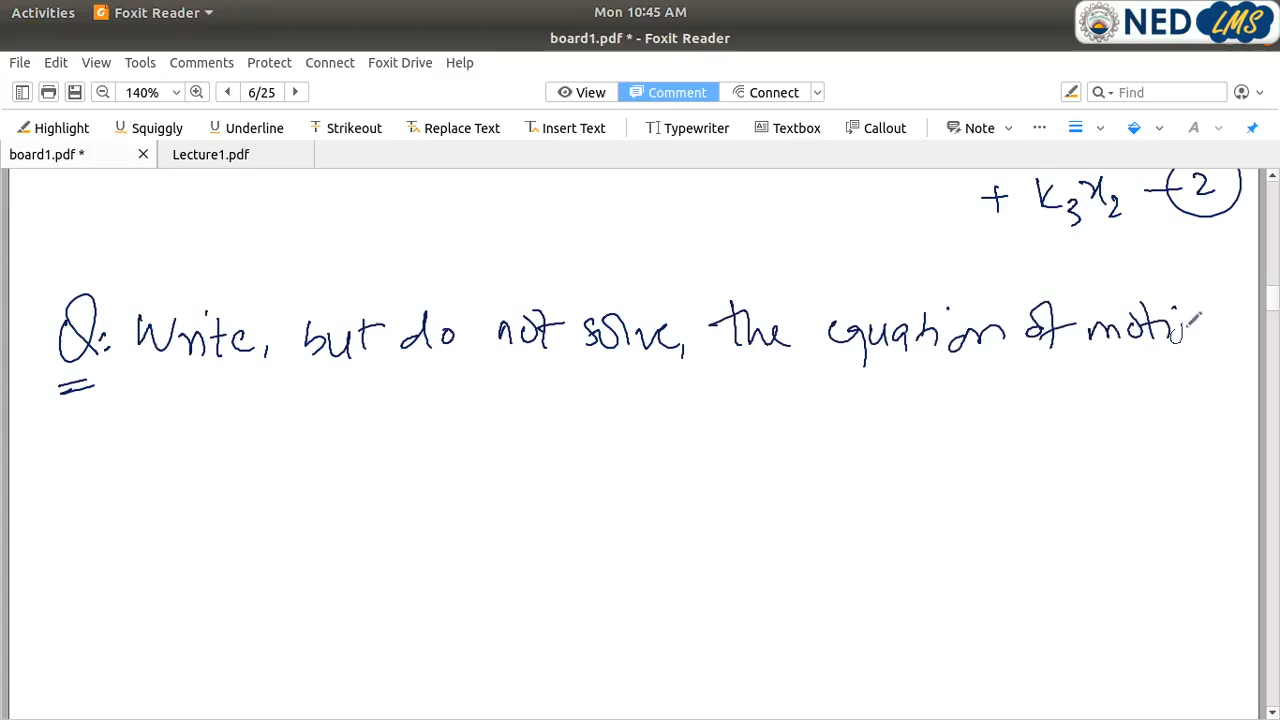 Activities Foxit Reader Mon 10:45 AM
board1.pdf * - Foxit Reader
NED LMS
File Edit View Tools Comments Protect Connect Foxit Drive Help
140% 6/25 View Comment Connect Find
Highlight Squiggly Underline Strikeout Replace Text Insert Text Typewriter Textbox Callout Note
board1.pdf * Lecture1.pdf
+ K₃x₂ — 2
Q: Write, but do not solve, the equation of moti